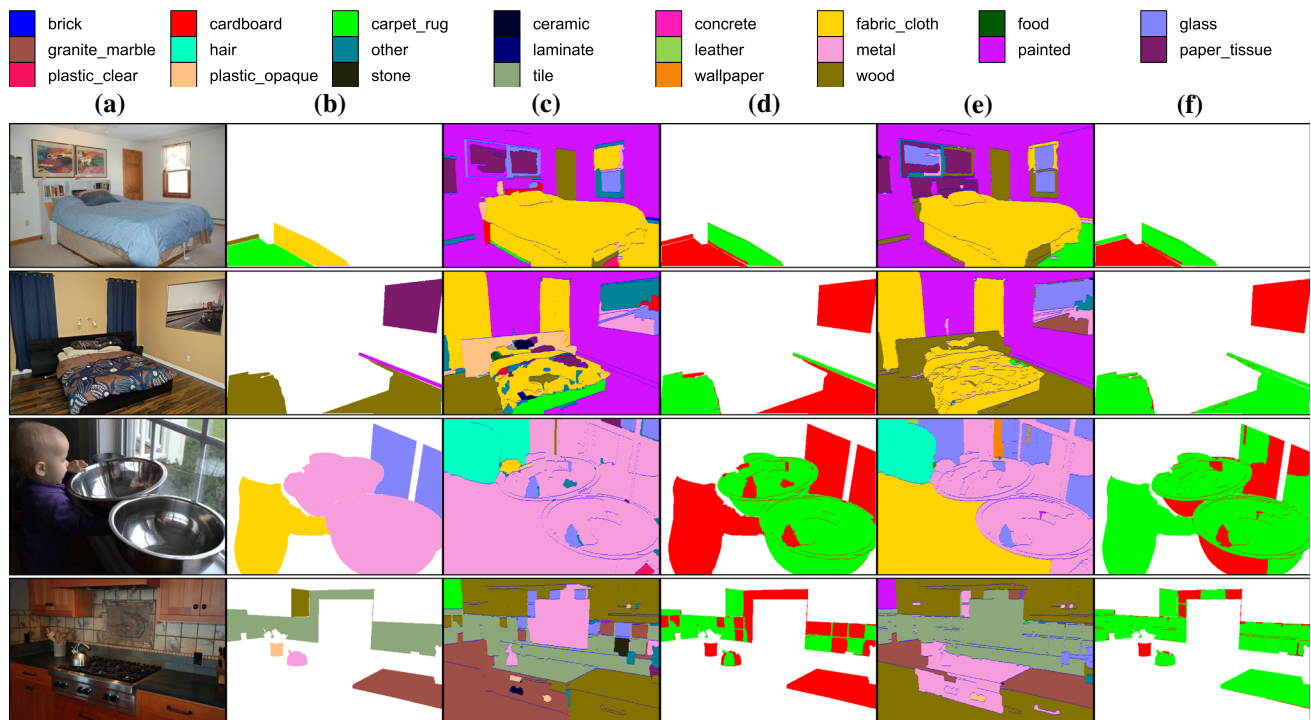 brick cardboard carpet_rug ceramic concrete fabric_cloth food glass
granite_marble hair other laminate leather metal painted paper_tissue
plastic_clear plastic_opaque stone tile wallpaper wood
(a) (b) (c) (d) (e) (f)